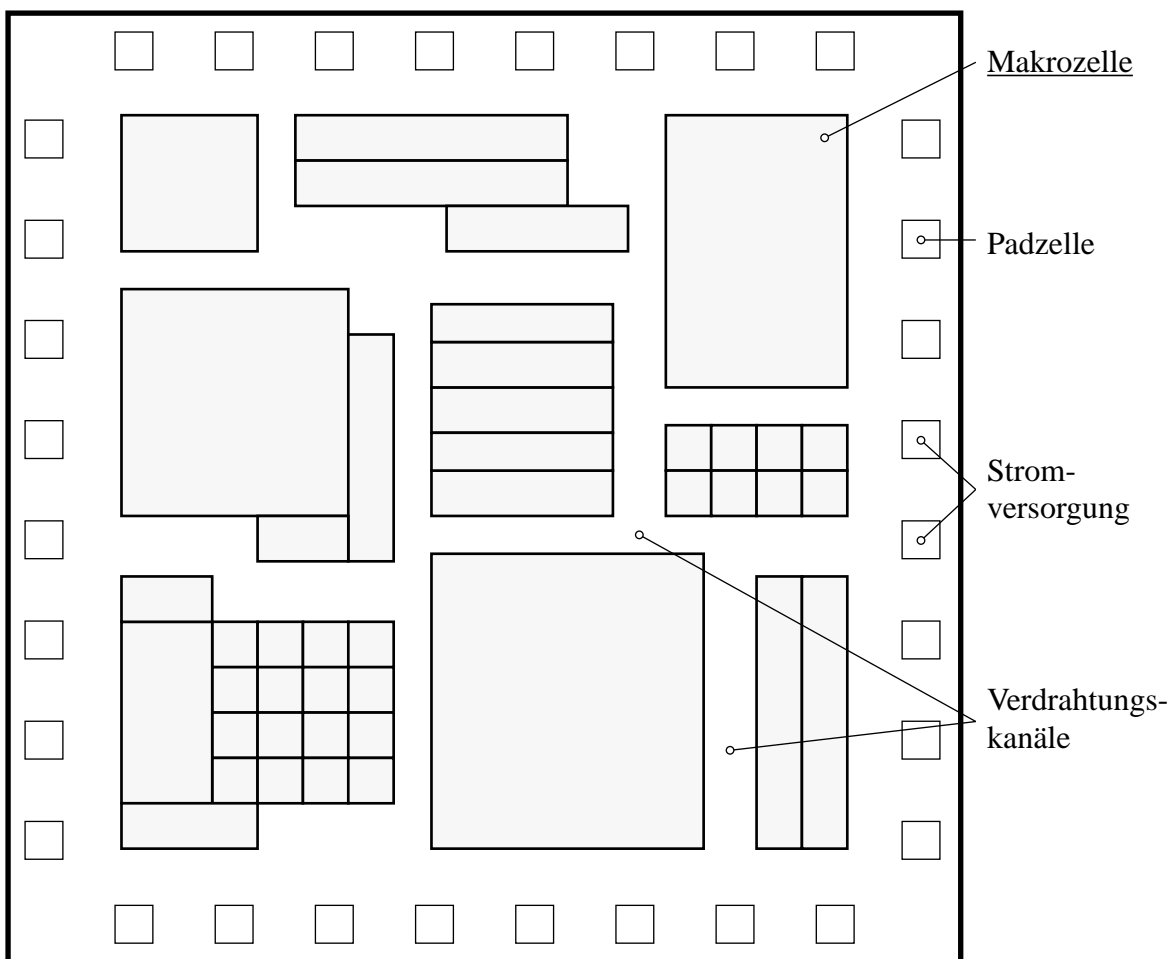 Makrozelle
Padzelle
Strom-
versorgung
Verdrahtungs-
kanäle